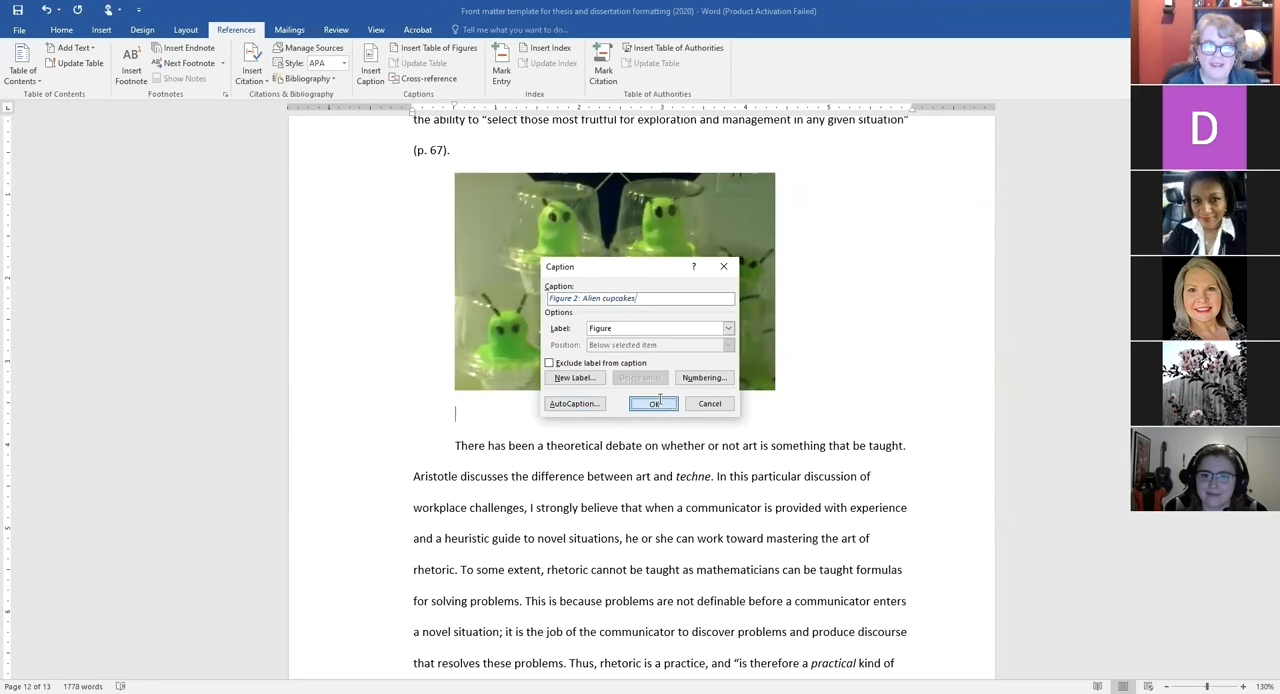 Front matter template for thesis and dissertation formatting (2020) - Word (Product Activation Failed)
File Home Insert Design Layout References Mailings Review View Acrobat Tell me what you want to do...
Table of Contents Add Text Update Table
Insert Footnote Insert Endnote Next Footnote Show Notes
Insert Citation Manage Sources Style: APA Bibliography
Insert Caption Insert Table of Figures Update Table Cross-reference
Mark Entry Insert Index Update Index
Mark Citation Insert Table of Authorities Update Table
Table of Contents Footnotes Citations & Bibliography Captions Index Table of Authorities
the ability to “select those most fruitful for exploration and management in any given situation”
(p. 67).
Caption ?
Caption:
Figure 2: Alien cupcakes
Options
Label: Figure
Position: Below selected item
Exclude label from caption
New Label... Delete Label Numbering...
AutoCaption... OK Cancel
There has been a theoretical debate on whether or not art is something that be taught.
Aristotle discusses the difference between art and techne. In this particular discussion of
workplace challenges, I strongly believe that when a communicator is provided with experience
and a heuristic guide to novel situations, he or she can work toward mastering the art of
rhetoric. To some extent, rhetoric cannot be taught as mathematicians can be taught formulas
for solving problems. This is because problems are not definable before a communicator enters
a novel situation; it is the job of the communicator to discover problems and produce discourse
that resolves these problems. Thus, rhetoric is a practice, and “is therefore a practical kind of
Page 12 of 13 1778 words
130%
D